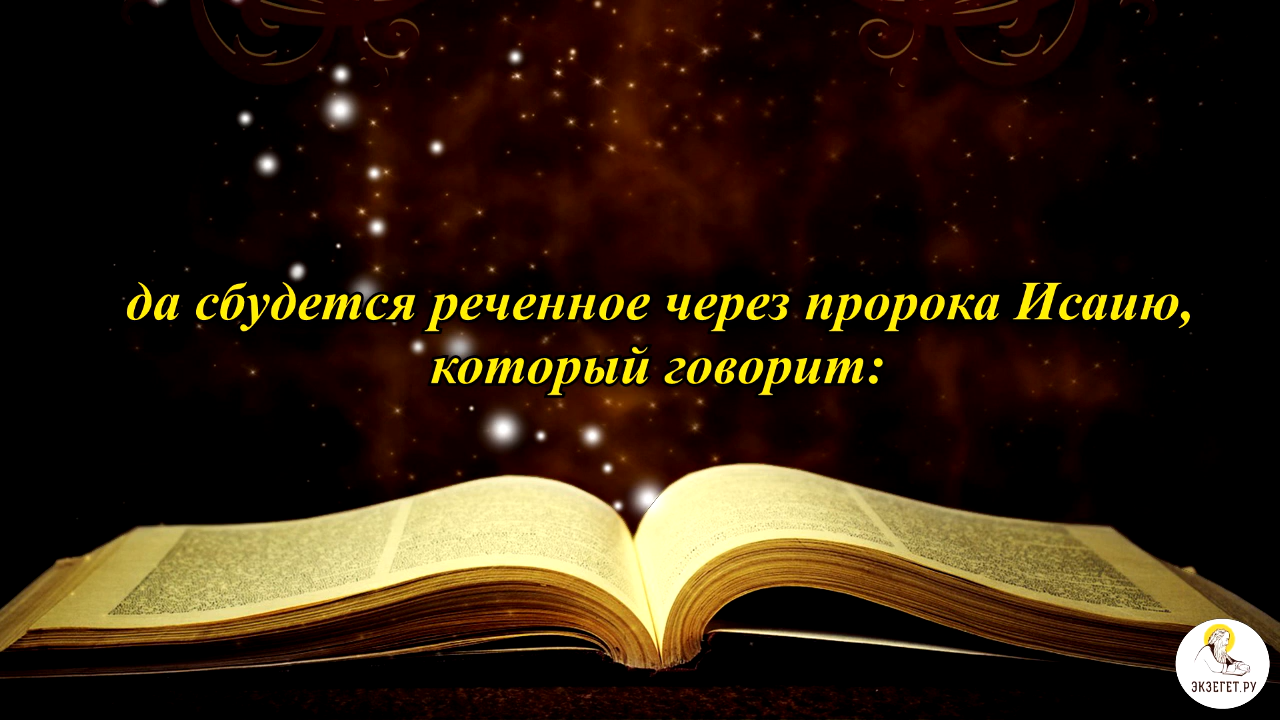 да сбудется реченное через пророка Исаию,
который говорит:
ЭКЗЕГЕТ.РУ